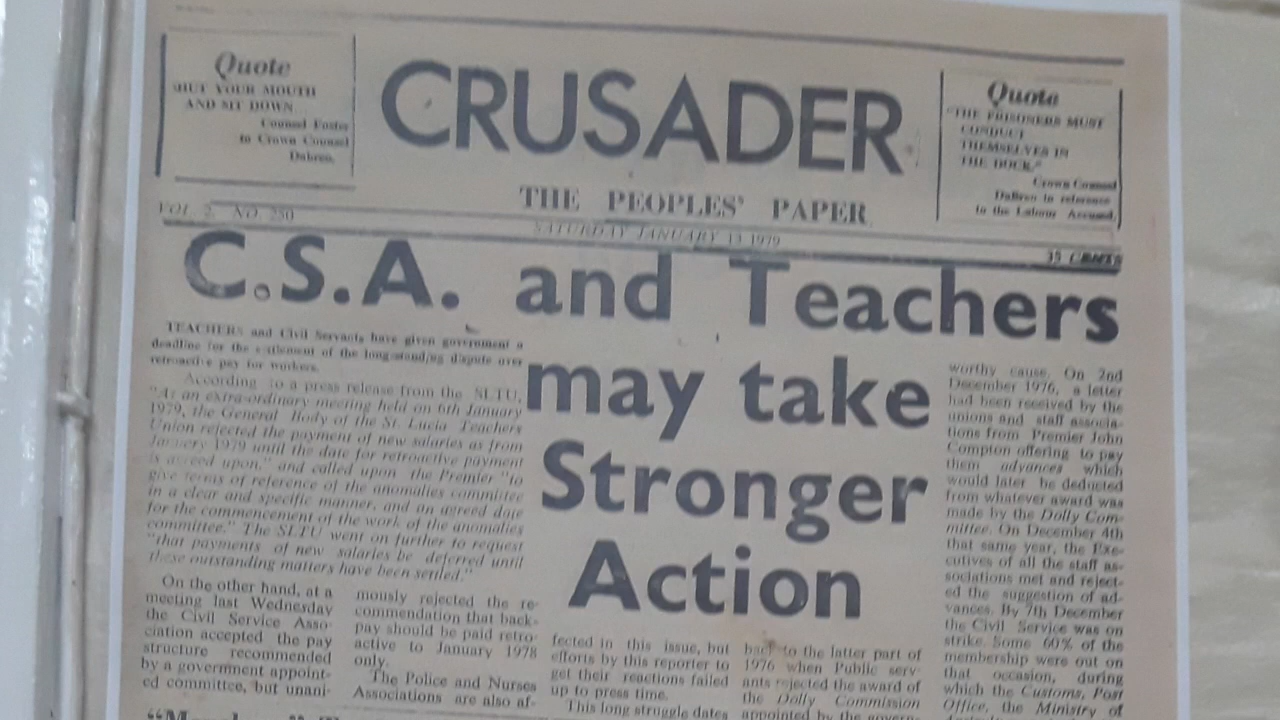 Quote
"SHUT YOUR MOUTH
AND SIT DOWN
Counsel Foster
to Crown Counsel
Dabreo.
CRUSADER
THE PEOPLES' PAPER
Quote
"THE PRISONERS MUST
CONDUCT
THEMSELVES IN
THE DOCK."
Crown Counsel
DaBreo in reference
to the Labour Accused.
VOL. 2. NO. 250
SATURDAY JANUARY 13 1979
35 CENTS
C.S.A. and Teachers
may take
Stronger
Action
TEACHERS and Civil Servants have given government a
deadline for the settlement of the long-standing dispute over
retroactive pay for workers.
According to a press release from the SLTU,
"At an extra-ordinary meeting held on 6th January
1979, the General Body of the St. Lucia Teachers
Union rejected the payment of new salaries as from
January 1979 until the date for retroactive payment
is agreed upon," and called upon the Premier "to
give terms of reference of the anomalies committee
in a clear and specific manner, and an agreed date
for the commencement of the work of the anomalies
committee." The SLTU went on further to request
"that payments of new salaries be deferred until
these outstanding matters have been settled."
On the other hand, at a
meeting last Wednesday
the Civil Service Asso-
ciation accepted the pay
structure recommended
by a government appoint-
ed committee, but unani-
mously rejected the re-
commendation that back-
pay should be paid retro-
active to January 1978
only.
The Police and Nurses
Associations are also af-
fected in this issue, but
efforts by this reporter to
get their reactions failed
up to press time.
This long struggle dates
back to the latter part of
1976 when Public serv-
ants rejected the award of
the Dolly Commission
appointed by the
worthy cause. On 2nd
December 1976, a letter
had been received by the
unions and staff associa-
tions from Premier John
Compton offering to pay
them advances which
would later be deducted
from whatever award was
made by the Dolly Com-
mittee. On December 4th
that same year, the Exe-
cutives of all the staff as-
sociations met and reject-
ed the suggestion of ad-
vances. By 7th December
the Civil Service was on
strike. Some 60% of the
membership were out on
that occasion, during
which the Customs, Post
Office, the Ministry of